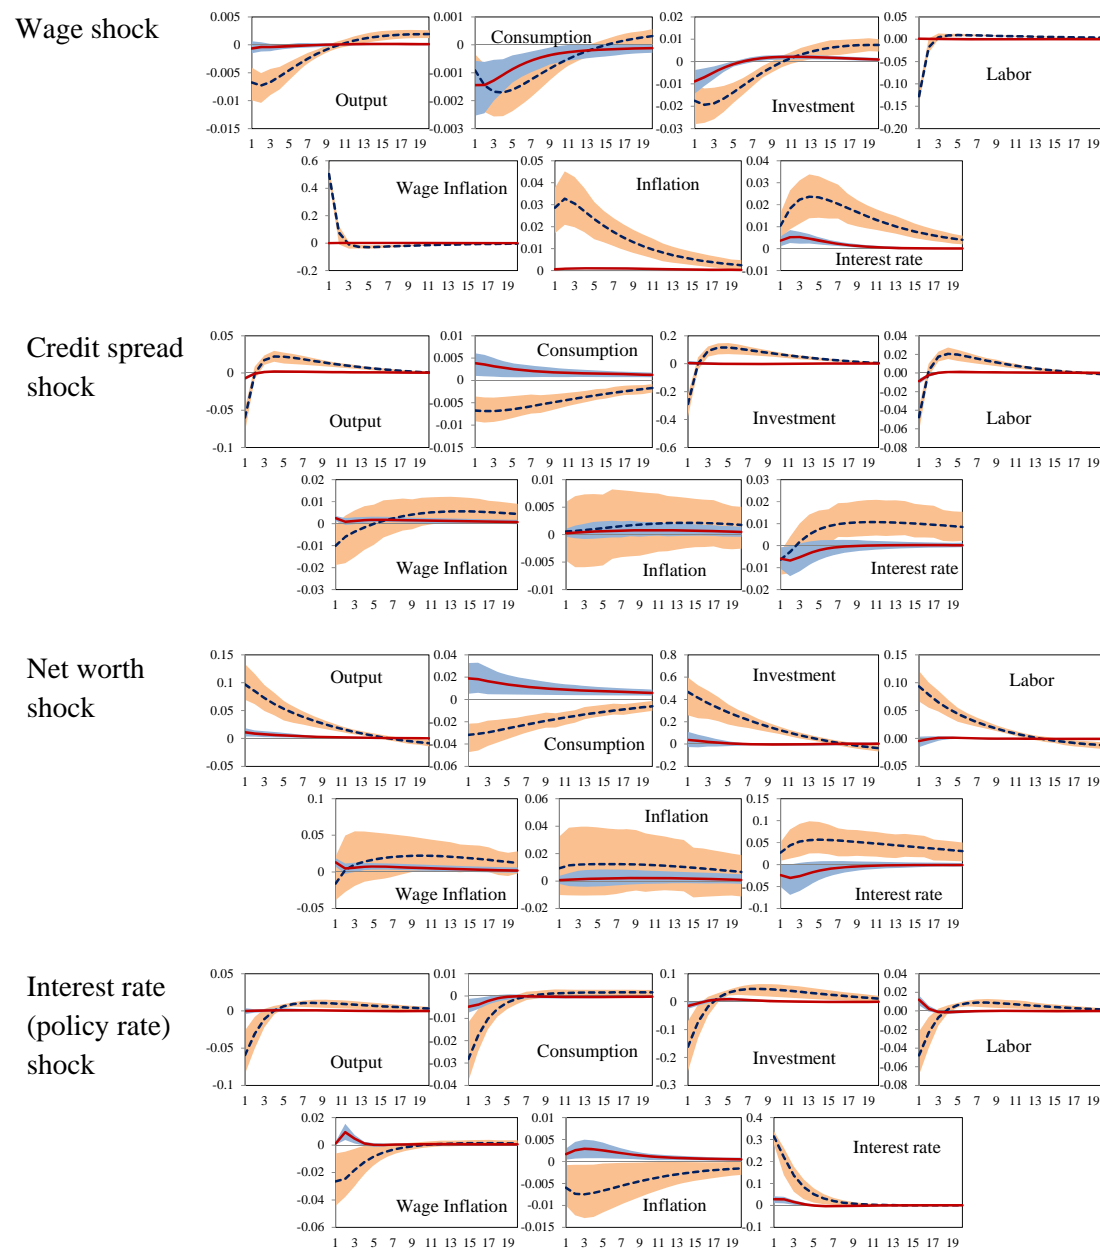 Wage shock
0.005
0
-0.005
-0.01
-0.015
Output
1 3 5 7 9 11 13 15 17 19
0.001
0.000
-0.001
-0.002
-0.003
Consumption
1 3 5 7 9 11 13 15 17 19
0.02
0.01
0
-0.01
-0.02
-0.03
Investment
1 3 5 7 9 11 13 15 17 19
0.05
0.00
-0.05
-0.10
-0.15
-0.20
Labor
1 3 5 7 9 11 13 15 17 19
0.6
0.4
0.2
0
-0.2
Wage Inflation
1 3 5 7 9 11 13 15 17 19
0.05
0.04
0.03
0.02
0.01
0
Inflation
1 3 5 7 9 11 13 15 17 19
0.04
0.03
0.02
0.01
0
-0.01
Interest rate
1 3 5 7 9 11 13 15 17 19
Credit spread
shock
0.05
0
-0.05
-0.1
Output
1 3 5 7 9 11 13 15 17 19
0.01
0.005
0
-0.005
-0.01
-0.015
Consumption
1 3 5 7 9 11 13 15 17 19
0.2
0
-0.2
-0.4
-0.6
Investment
1 3 5 7 9 11 13 15 17 19
0.04
0.02
0.00
-0.02
-0.04
-0.06
-0.08
Labor
1 3 5 7 9 11 13 15 17 19
0.02
0.01
0
-0.01
-0.02
-0.03
Wage Inflation
1 3 5 7 9 11 13 15 17 19
0.01
0.005
0
-0.005
-0.01
Inflation
1 3 5 7 9 11 13 15 17 19
0.03
0.02
0.01
0
-0.01
-0.02
Interest rate
1 3 5 7 9 11 13 15 17 19
Net worth
shock
0.15
0.10
0.05
0.00
-0.05
Output
1 3 5 7 9 11 13 15 17 19
0.04
0.02
0
-0.02
-0.04
-0.06
Consumption
1 3 5 7 9 11 13 15 17 19
0.8
0.6
0.4
0.2
0
-0.2
Investment
1 3 5 7 9 11 13 15 17 19
0.15
0.10
0.05
0.00
-0.05
Labor
1 3 5 7 9 11 13 15 17 19
0.1
0.05
0
-0.05
Wage Inflation
1 3 5 7 9 11 13 15 17 19
0.06
0.04
0.02
0
-0.02
Inflation
1 3 5 7 9 11 13 15 17 19
0.15
0.1
0.05
0
-0.05
-0.1
Interest rate
1 3 5 7 9 11 13 15 17 19
Interest rate
(policy rate)
shock
0.05
0
-0.05
-0.1
Output
1 3 5 7 9 11 13 15 17 19
0.01
0.00
-0.01
-0.02
-0.03
-0.04
Consumption
1 3 5 7 9 11 13 15 17 19
0.1
0
-0.1
-0.2
-0.3
Investment
1 3 5 7 9 11 13 15 17 19
0.04
0.02
0.00
-0.02
-0.04
-0.06
-0.08
Labor
1 3 5 7 9 11 13 15 17 19
0.02
0
-0.02
-0.04
-0.06
Wage Inflation
1 3 5 7 9 11 13 15 17 19
0.01
0.005
0
-0.005
-0.01
-0.015
Inflation
1 3 5 7 9 11 13 15 17 19
0.4
0.3
0.2
0.1
0
-0.1
Interest rate
1 3 5 7 9 11 13 15 17 19